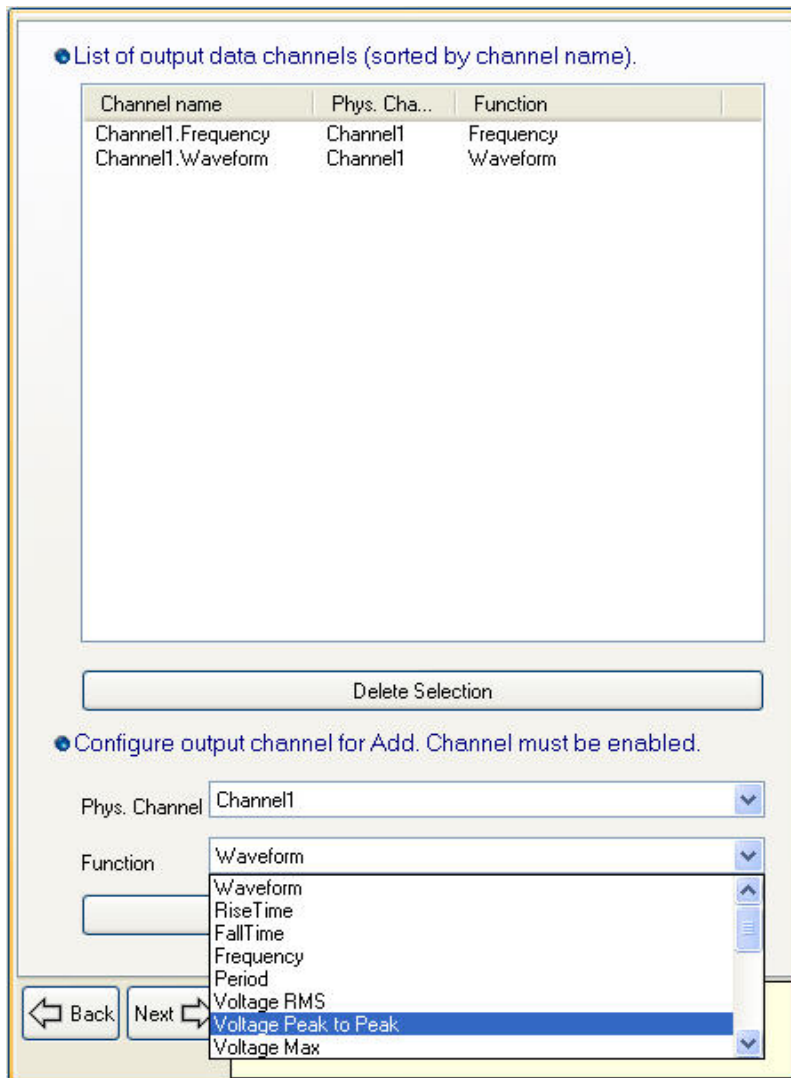 List of output data channels (sorted by channel name).
Channel name Phys. Cha... Function
Channel1.Frequency Channel1 Frequency
Channel1.Waveform Channel1 Waveform
Delete Selection
Configure output channel for Add. Channel must be enabled.
Phys. Channel Channel1
Function Waveform
Waveform
RiseTime
FallTime
Frequency
Period
Voltage RMS
Voltage Peak to Peak
Voltage Max
Back Next